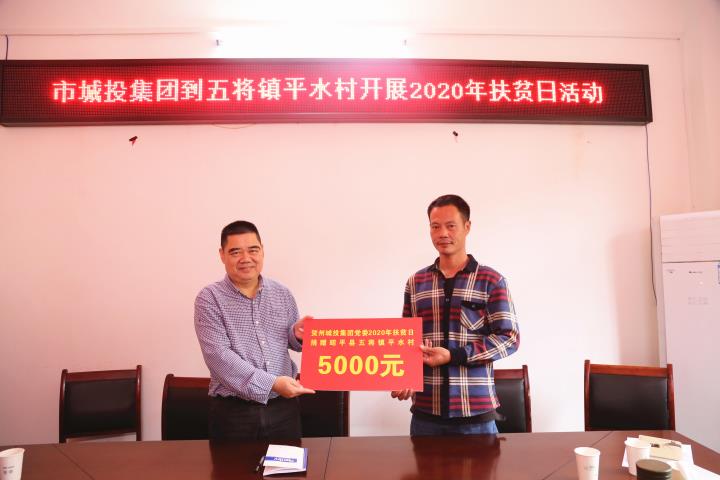 市城投集团到五将镇平水村开展2020年扶贫日活动
贺州城投集团党委2020年扶贫日
捐赠昭平县五将镇平水村
5000元